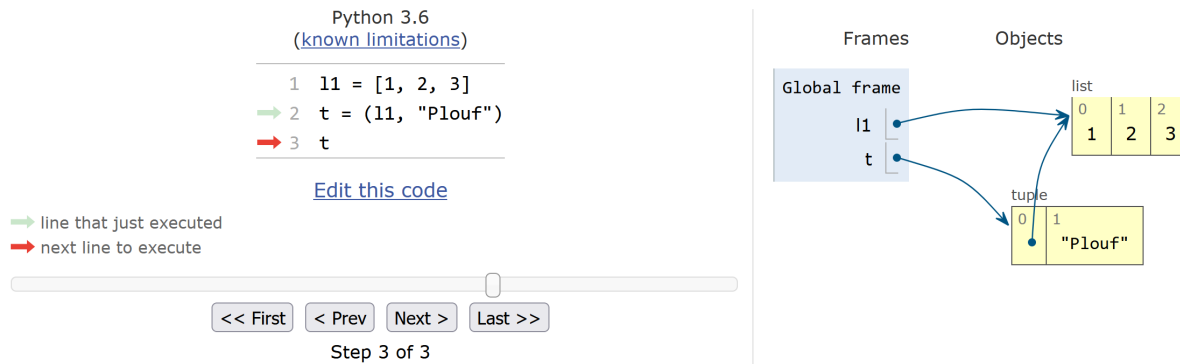 Python 3.6
(known limitations)
1 l1 = [1, 2, 3]
2 t = (l1, "Plouf")
3 t
Edit this code
line that just executed
next line to execute
<< First < Prev Next > Last >>
Step 3 of 3
Frames Objects
Global frame
l1
t
list
0 1 2
1 2 3
tuple
0 1
"Plouf"